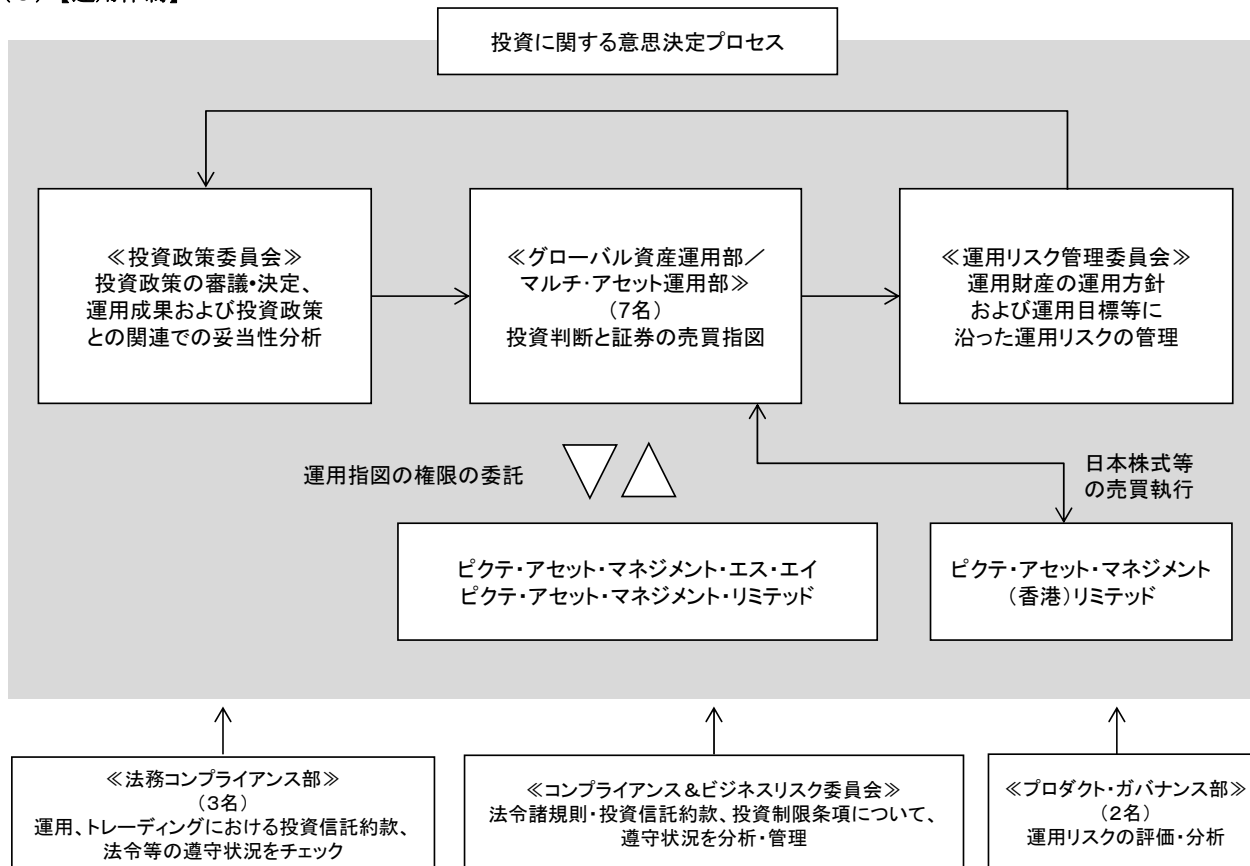 投資に関する意思決定プロセス
≪投資政策委員会≫
投資政策の審議・決定、
運用成果および投資政策
との関連での妥当性分析
≪グローバル資産運用部／
マルチ・アセット運用部≫
（7名）
投資判断と証券の売買指図
≪運用リスク管理委員会≫
運用財産の運用方針
および運用目標等に
沿った運用リスクの管理
運用指図の権限の委託
日本株式等
の売買執行
ピクテ・アセット・マネジメント・エス・エイ
ピクテ・アセット・マネジメント・リミテッド
ピクテ・アセット・マネジメント
（香港）リミテッド
≪法務コンプライアンス部≫
（3名）
運用、トレーディングにおける投資信託約款、
法令等の遵守状況をチェック
≪コンプライアンス＆ビジネスリスク委員会≫
法令諸規則・投資信託約款、投資制限条項について、
遵守状況を分析・管理
≪プロダクト・ガバナンス部≫
（2名）
運用リスクの評価・分析